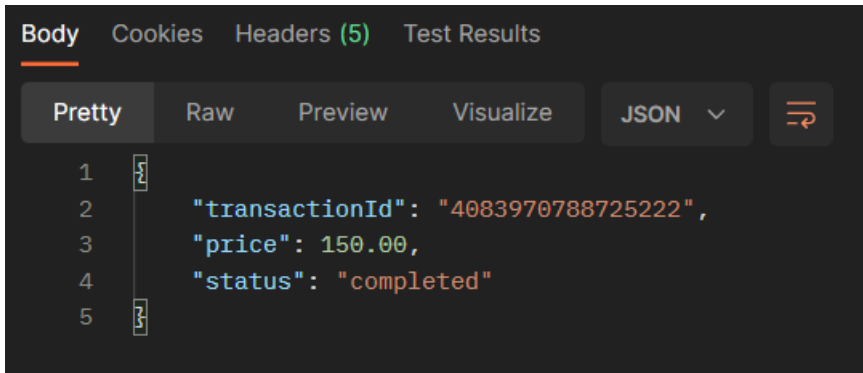 Body Cookies Headers (5) Test Results
Pretty Raw Preview Visualize JSON
1 {
2 "transactionId": "4083970788725222",
3 "price": 150.00,
4 "status": "completed"
5 }